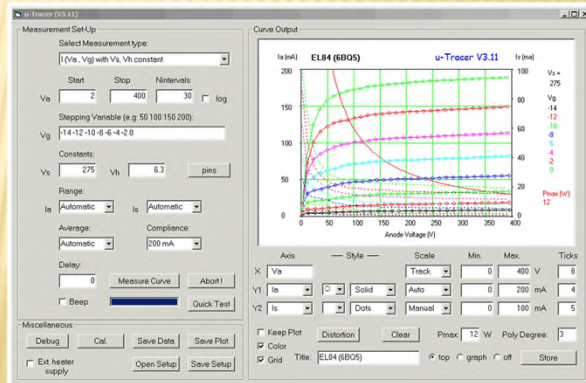 u-Tracer (V3.11)
Measurement Set-Up
Select Measurement type:
I (Va , Vg) with Vs, Vh constant
Start Stop Nintervals
Va 2 400 30 log
Stepping Variable (e.g: 50 100 150 200):
Vg -14 -12 -10 -8 -6 -4 -2 0
Constants:
Vs 275 Vh 6.3 pins
Range:
Ia Automatic Is Automatic
Average: Compliance:
Automatic 200 mA
Delay:
0 Measure Curve Abort !
Beep Quick Test
Miscellaneous
Debug Cal. Save Data Save Plot
Ext heater supply Open Setup Save Setup
Curve Output
Ia (mA) EL84 (6BQ5) u-Tracer V3.11 Is (ma)
200 100 Vs =
275
Vg
-14
-12
-10
-8
-6
-4
-2
0
150 80
60
100
40
50
20
Pmax (W)
12
0 0
0 50 100 150 200 250 300 350 400
Anode Voltage (V)
Axis Style Scale Min. Max. Ticks
X Va Track 0 400 V 8
Y1 Ia O Solid Auto 0 200 mA 4
Y2 Is Dots Manual 0 100 mA 5
Keep Plot Distortion Clear Pmax: 12 W Poly Degree: 3
Color
Grid Title: EL84 (6BQ5) top graph off Store